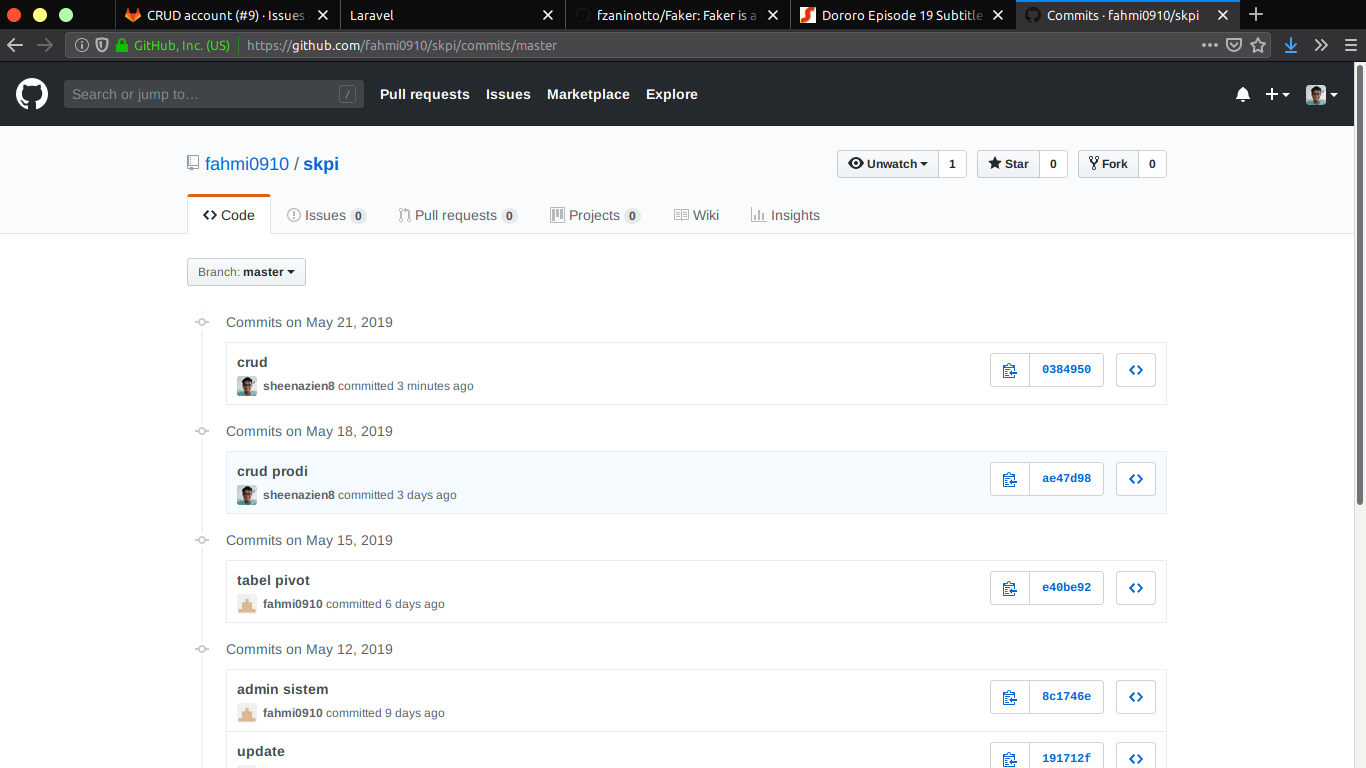 CRUD account (#9) · Issues
Laravel
fzaninotto/Faker: Faker is a
Dororo Episode 19 Subtitle
Commits · fahmi0910/skpi
GitHub, Inc. (US)
https://github.com/fahmi0910/skpi/commits/master
Search or jump to…
/
Pull requests
Issues
Marketplace
Explore
fahmi0910 / skpi
Unwatch
1
Star
0
Fork
0
Code
Issues 0
Pull requests 0
Projects 0
Wiki
Insights
Branch: master
Commits on May 21, 2019
crud
sheenazien8 committed 3 minutes ago
0384950
Commits on May 18, 2019
crud prodi
sheenazien8 committed 3 days ago
ae47d98
Commits on May 15, 2019
tabel pivot
fahmi0910 committed 6 days ago
e40be92
Commits on May 12, 2019
admin sistem
fahmi0910 committed 9 days ago
8c1746e
update
191712f